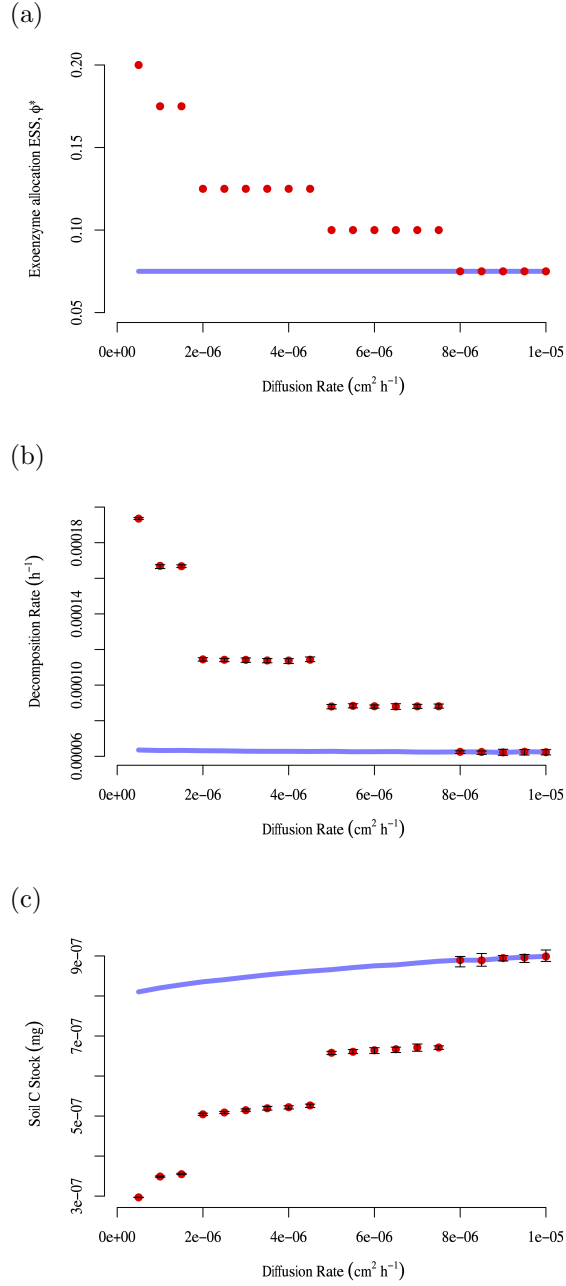 (a)
Exoenzyme allocation ESS, ϕ*
0.20
0.15
0.10
0.05
0e+00 2e-06 4e-06 6e-06 8e-06 1e-05
Diffusion Rate (cm² h⁻¹)
(b)
Decomposition Rate (h⁻¹)
0.00018
0.00014
0.00010
0.00006
0e+00 2e-06 4e-06 6e-06 8e-06 1e-05
Diffusion Rate (cm² h⁻¹)
(c)
Soil C Stock (mg)
9e-07
7e-07
5e-07
3e-07
0e+00 2e-06 4e-06 6e-06 8e-06 1e-05
Diffusion Rate (cm² h⁻¹)